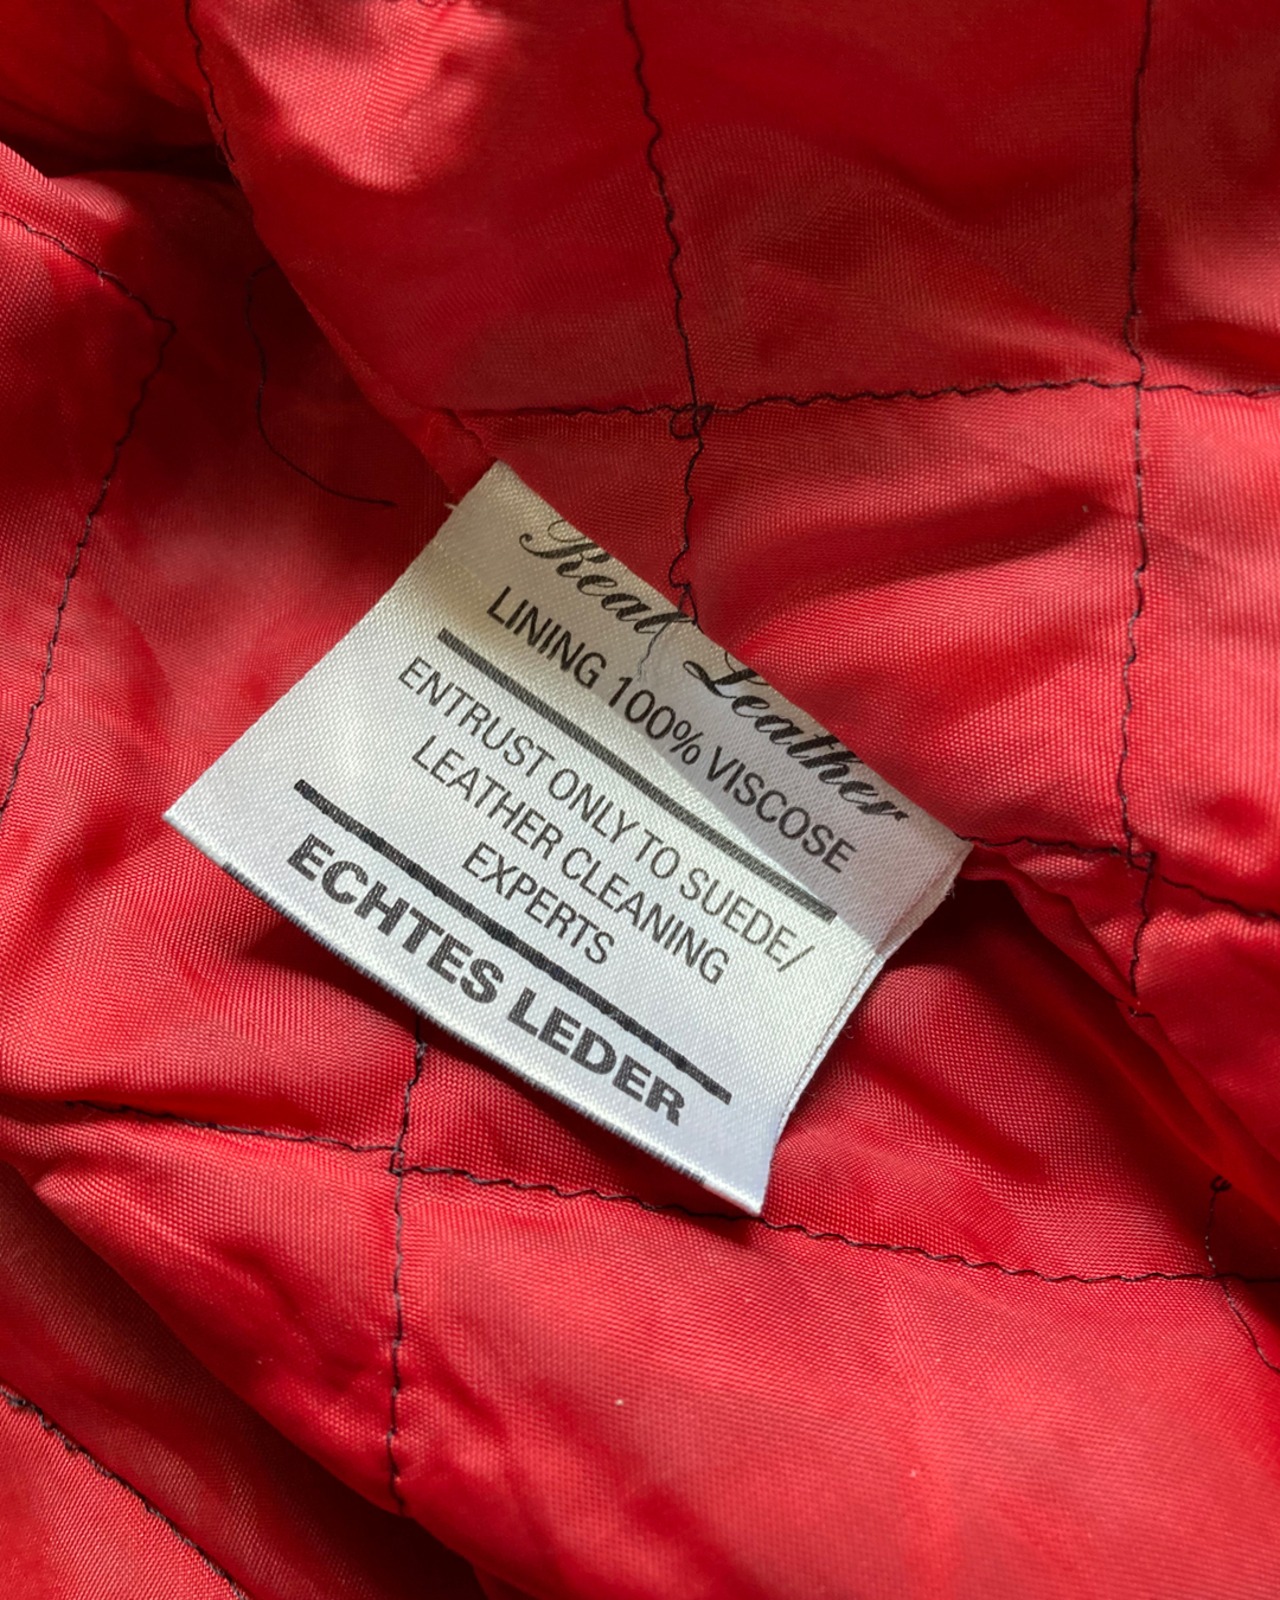 Real Leather
LINING 100% VISCOSE
ENTRUST ONLY TO SUEDE/
LEATHER CLEANING
EXPERTS
ECHTES LEDER